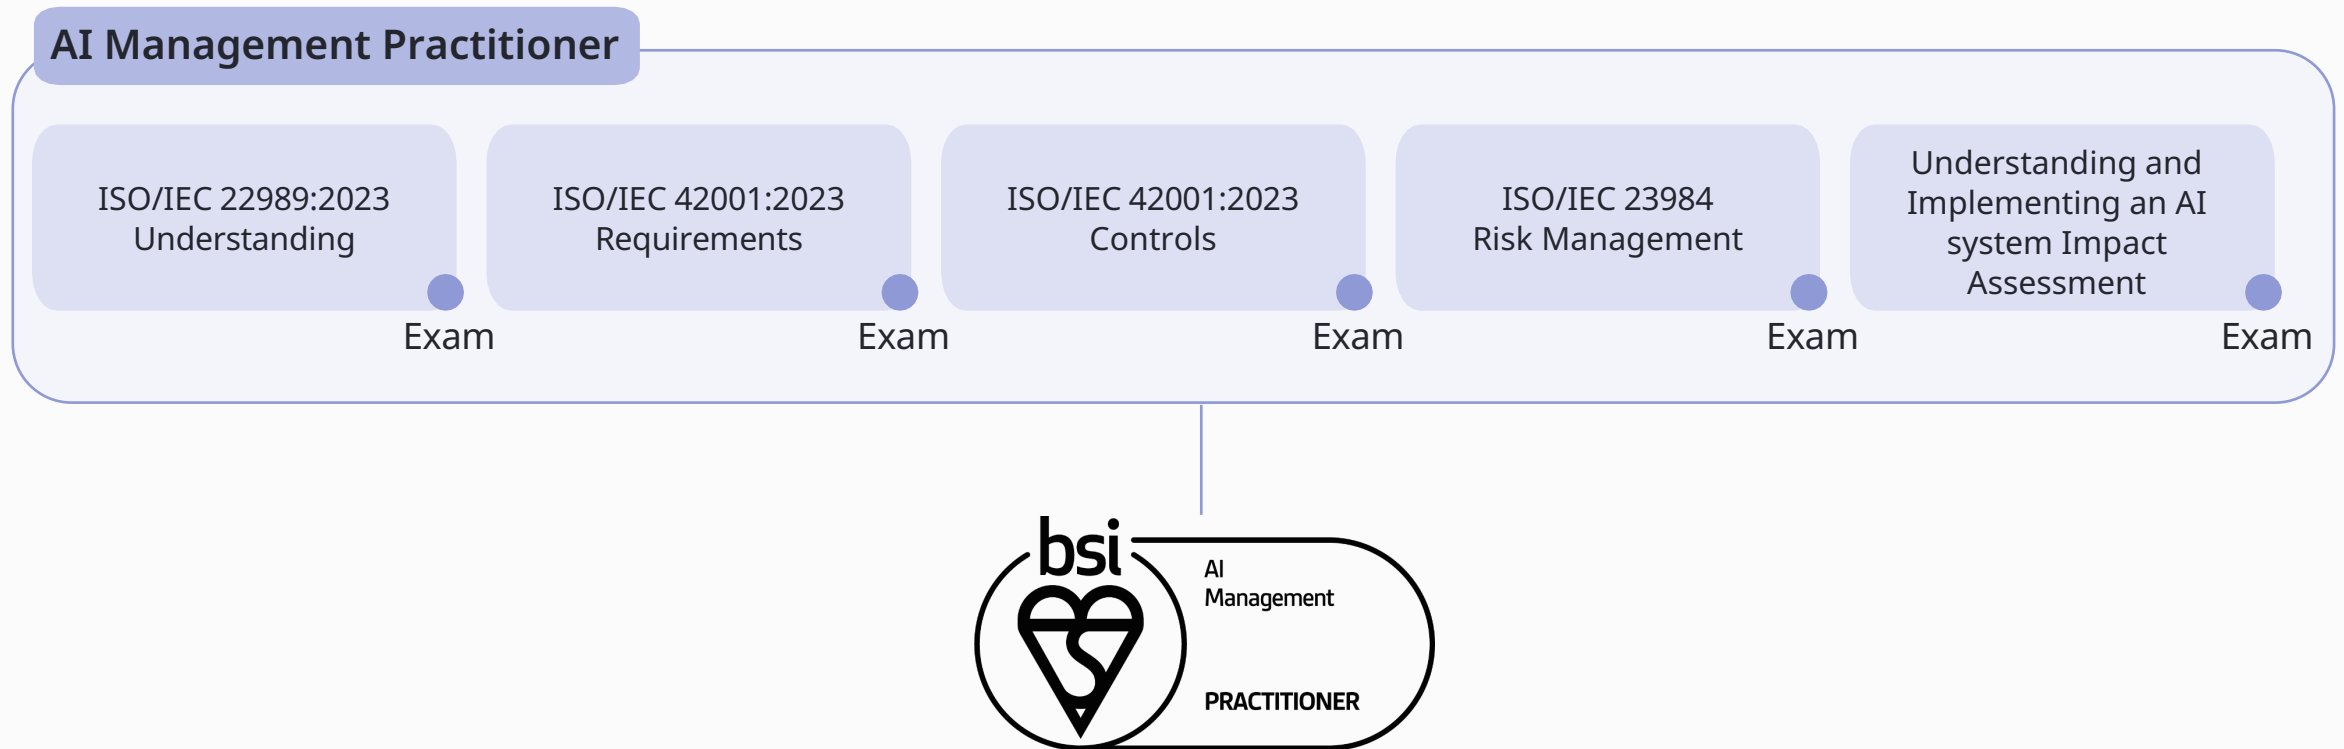 AI Management Practitioner
ISO/IEC 22989:2023
Understanding
Exam
ISO/IEC 42001:2023
Requirements
Exam
ISO/IEC 42001:2023
Controls
Exam
ISO/IEC 23984
Risk Management
Exam
Understanding and
Implementing an AI
system Impact
Assessment
Exam
bsi
AI
Management
PRACTITIONER